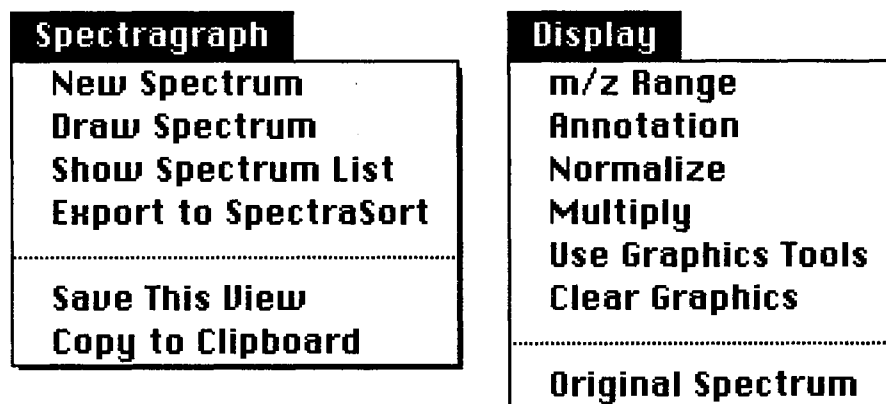 Spectragraph
New Spectrum
Draw Spectrum
Show Spectrum List
Export to SpectraSort
Save This View
Copy to Clipboard
Display
m/z Range
Annotation
Normalize
Multiply
Use Graphics Tools
Clear Graphics
Original Spectrum